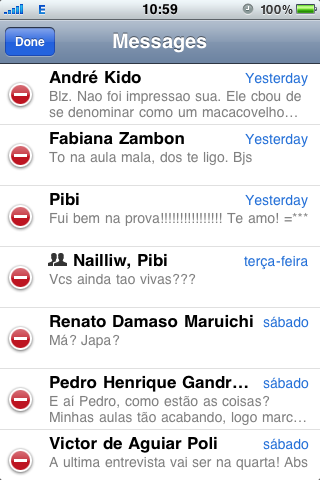 E 10:59 100%
Done Messages
André Kido Yesterday
Blz. Nao foi impressao sua. Ele cbou de
se denominar como um macacovelho…
Fabiana Zambon Yesterday
To na aula mala, dos te ligo. Bjs
Pibi Yesterday
Fui bem na prova!!!!!!!!!!!!!!!! Te amo! =***
Nailliw, Pibi terça-feira
Vcs ainda tao vivas???
Renato Damaso Maruichi sábado
Má? Japa?
Pedro Henrique Gandr… sábado
E aí Pedro, como estão as coisas?
Minhas aulas tão acabando, logo marc…
Victor de Aguiar Poli sábado
A ultima entrevista vai ser na quarta! Abs